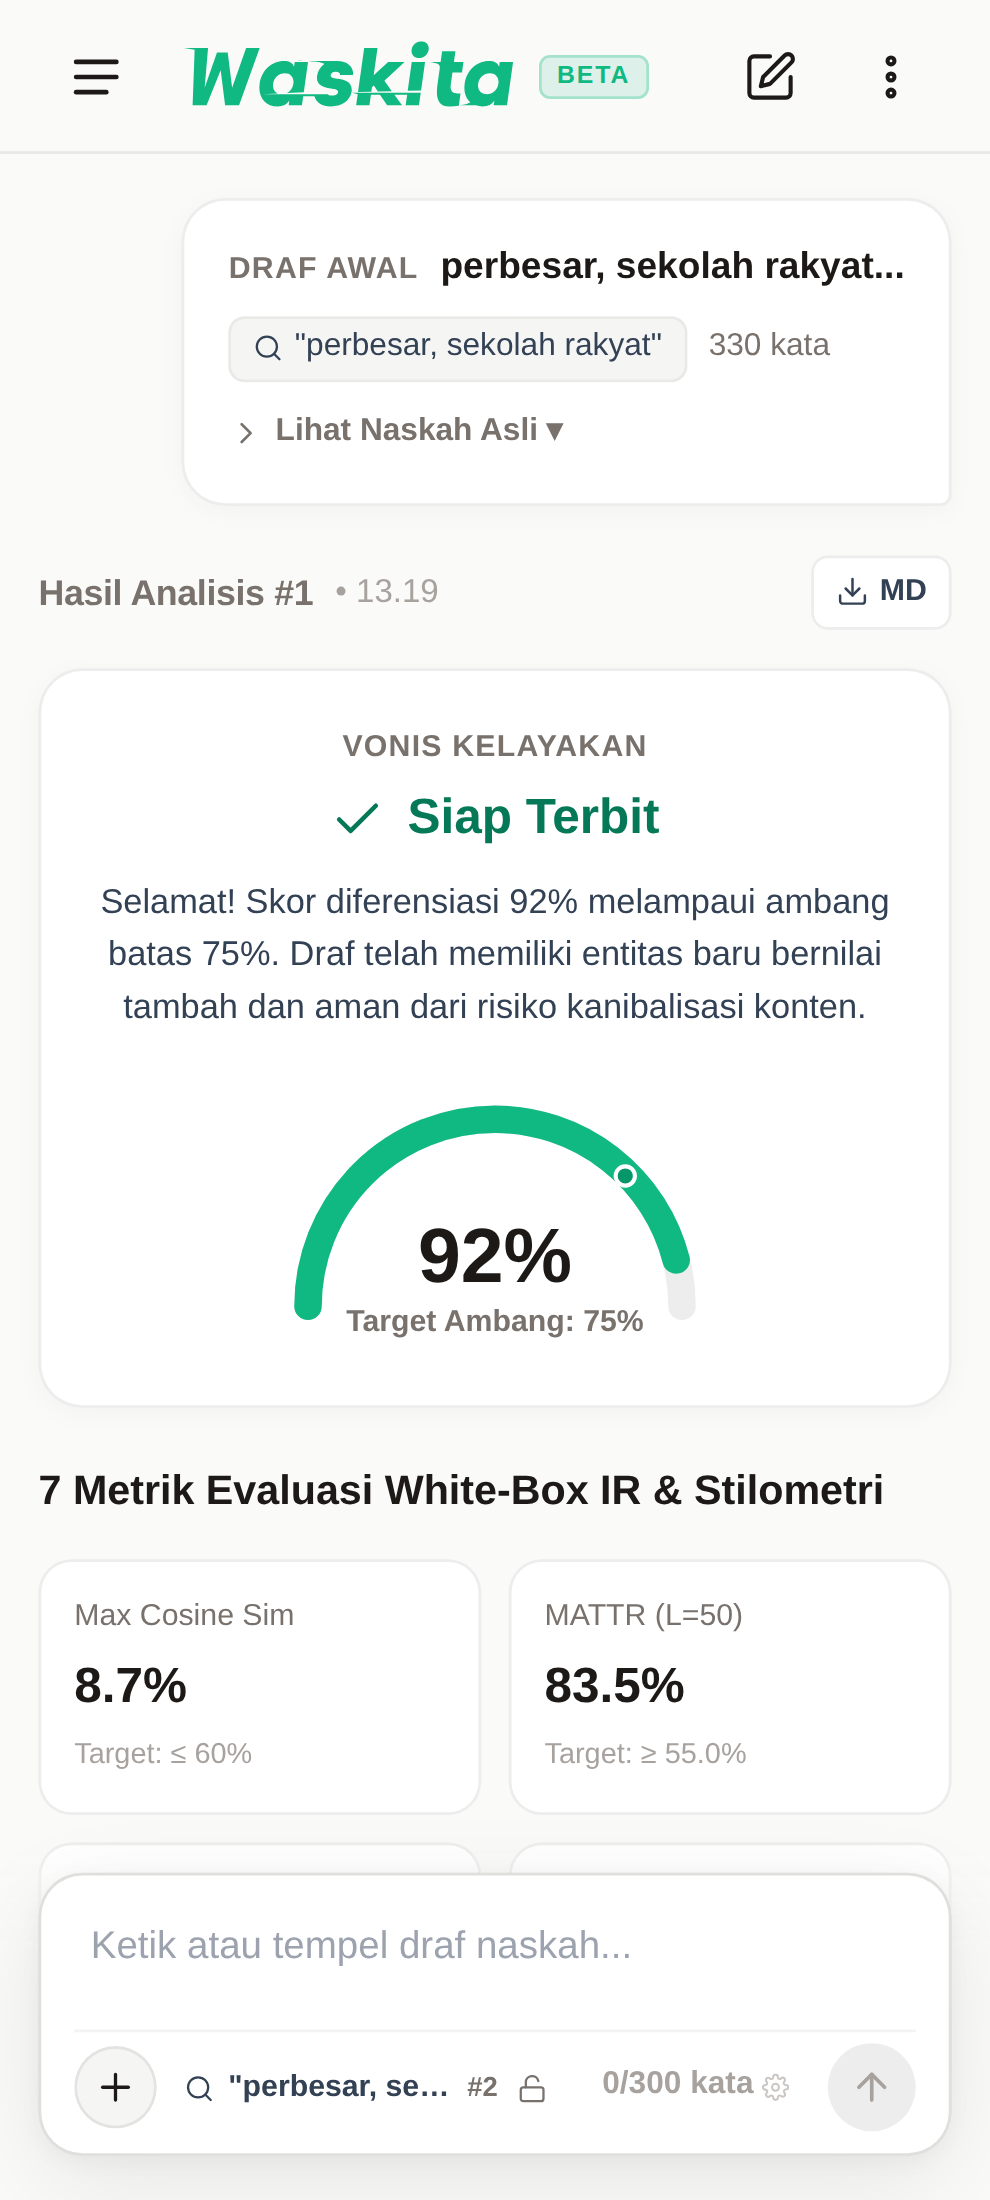 Waskita BETA
DRAF AWAL perbesar, sekolah rakyat...
"perbesar, sekolah rakyat" 330 kata
Lihat Naskah Asli ▾
Hasil Analisis #1 • 13.19 MD
VONIS KELAYAKAN
Siap Terbit
Selamat! Skor diferensiasi 92% melampaui ambang
batas 75%. Draf telah memiliki entitas baru bernilai
tambah dan aman dari risiko kanibalisasi konten.
92%
Target Ambang: 75%
7 Metrik Evaluasi White-Box IR & Stilometri
Max Cosine Sim
8.7%
Target: ≤ 60%
MATTR (L=50)
83.5%
Target: ≥ 55.0%
Ketik atau tempel draf naskah...
"perbesar, se... #2 0/300 kata